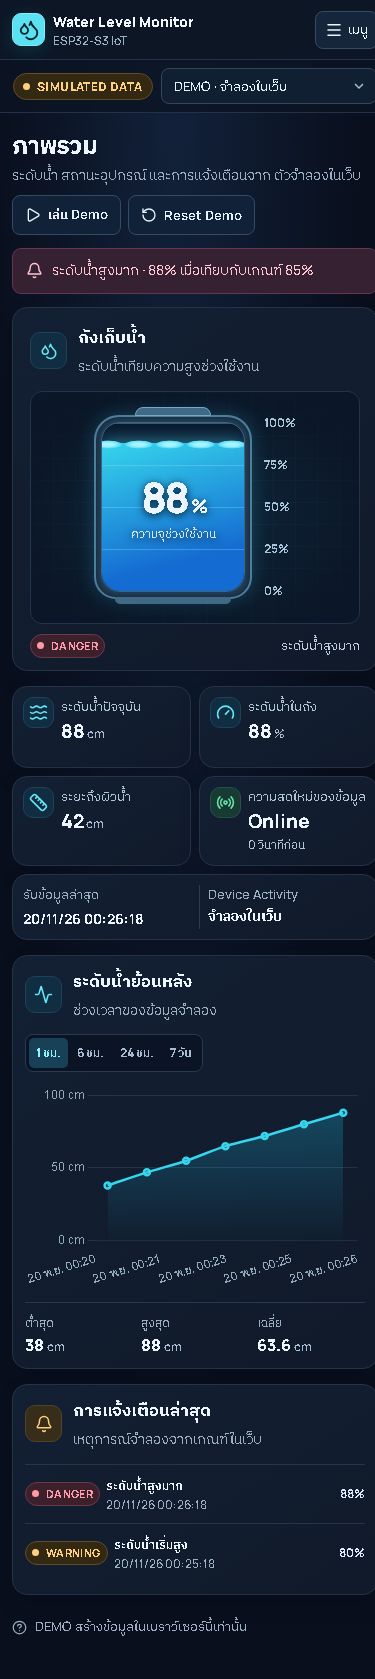 Water Level Monitor
ESP32-S3 IoT
เมนู
SIMULATED DATA
DEMO · จำลองในเว็บ
ภาพรวม
ระดับน้ำ สถานะอุปกรณ์ และการแจ้งเตือนจาก ตัวจำลองในเว็บ
เล่น Demo
Reset Demo
ระดับน้ำสูงมาก · 88% เมื่อเทียบกับเกณฑ์ 85%
ถังเก็บน้ำ
ระดับน้ำเทียบความสูงช่วงใช้งาน
100%
75%
50%
25%
0%
88%
ความจุช่วงใช้งาน
DANGER
ระดับน้ำสูงมาก
ระดับน้ำปัจจุบัน
88 cm
ระดับน้ำในถัง
88 %
ระยะถึงผิวน้ำ
42 cm
ความสดใหม่ของข้อมูล
Online
0 วินาทีก่อน
รับข้อมูลล่าสุด
20/11/26 00:26:18
Device Activity
จำลองในเว็บ
ระดับน้ำย้อนหลัง
ช่วงเวลาของข้อมูลจำลอง
1 ชม. 6 ชม. 24 ชม. 7 วัน
100 cm
50 cm
0 cm
20 พ.ย. 00:20 20 พ.ย. 00:21 20 พ.ย. 00:23 20 พ.ย. 00:25 20 พ.ย. 00:26
ต่ำสุด
38 cm
สูงสุด
88 cm
เฉลี่ย
63.6 cm
การแจ้งเตือนล่าสุด
เหตุการณ์จำลองจากเกณฑ์ในเว็บ
DANGER
ระดับน้ำสูงมาก
20/11/26 00:26:18
88%
WARNING
ระดับน้ำเริ่มสูง
20/11/26 00:25:18
80%
DEMO สร้างข้อมูลในเบราว์เซอร์นี้เท่านั้น